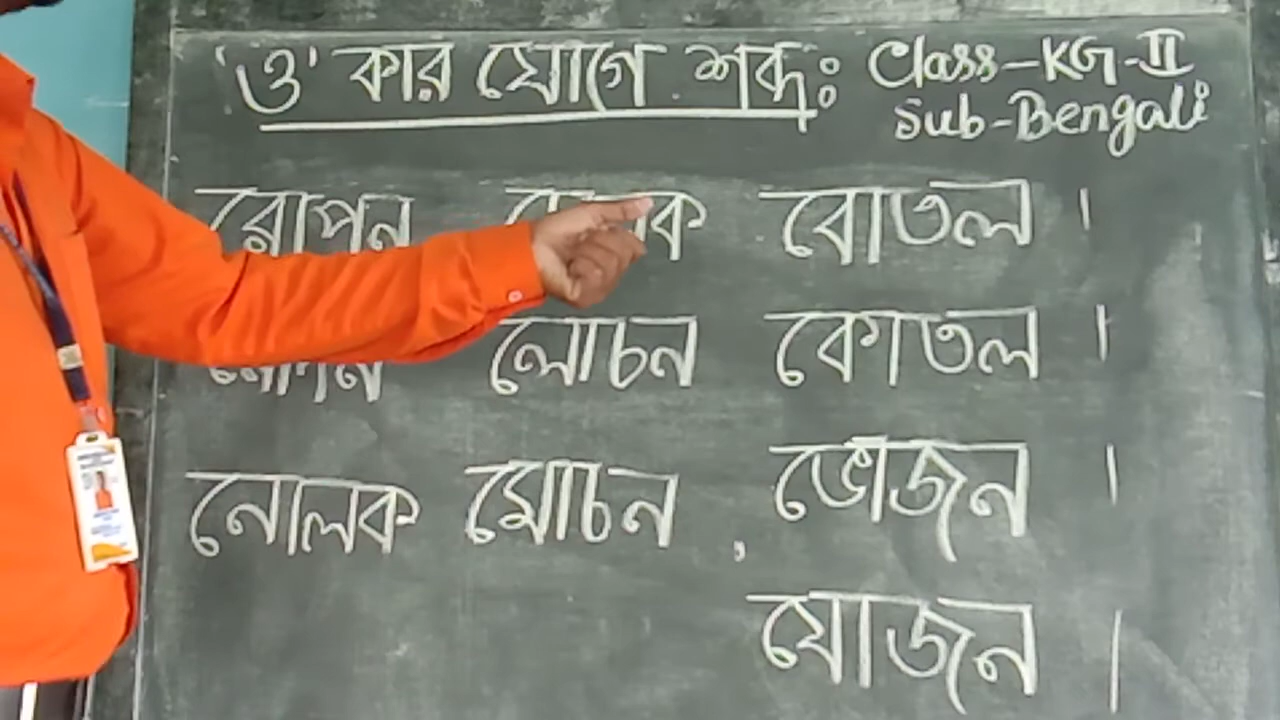 'ও' কার যোগে শব্দ: Class-KG-II
Sub-Bengali
রোপন বোতল ।
লোচন কোতল ।
নোলক মোচন , ভোজন ।
যোজন ।